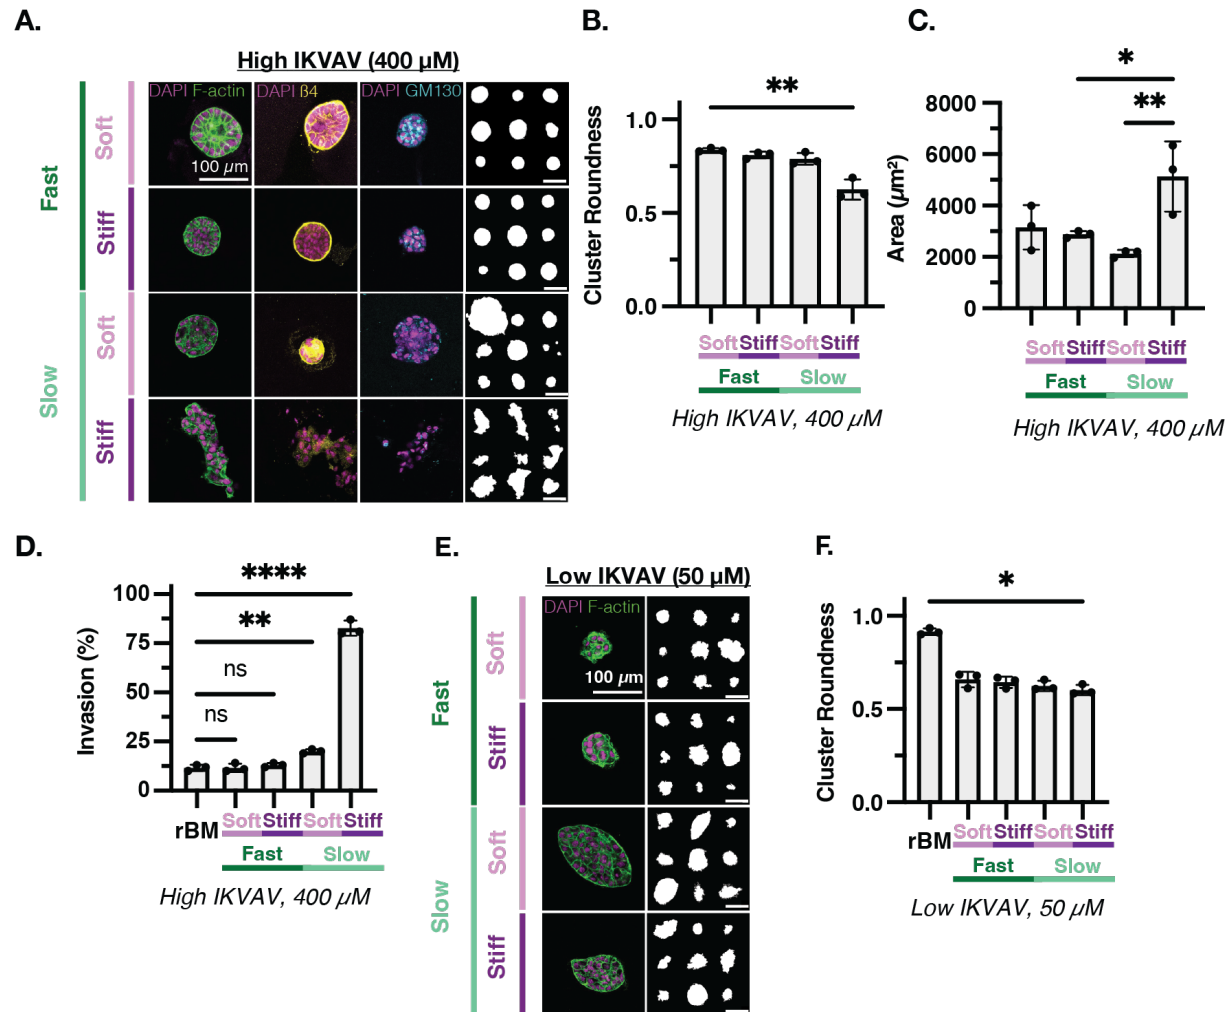 A.
High IKVAV (400 µM)
Fast
Slow
Soft
Stiff
Soft
Stiff
DAPI F-actin
DAPI ß4
DAPI GM130
100 µm
B.
**
Cluster Roundness
1.0
0.5
0.0
Soft Stiff Soft Stiff
Fast Slow
High IKVAV, 400 µM
C.
*
**
Area (µm²)
8000
6000
4000
2000
0
Soft Stiff Soft Stiff
Fast Slow
High IKVAV, 400 µM
D.
****
**
ns
ns
Invasion (%)
100
75
50
25
0
rBM Soft Stiff Soft Stiff
Fast Slow
High IKVAV, 400 µM
E.
Low IKVAV (50 µM)
Fast
Slow
Soft
Stiff
Soft
Stiff
DAPI F-actin
100 µm
F.
*
Cluster Roundness
1.0
0.5
0.0
rBM Soft Stiff Soft Stiff
Fast Slow
Low IKVAV, 50 µM